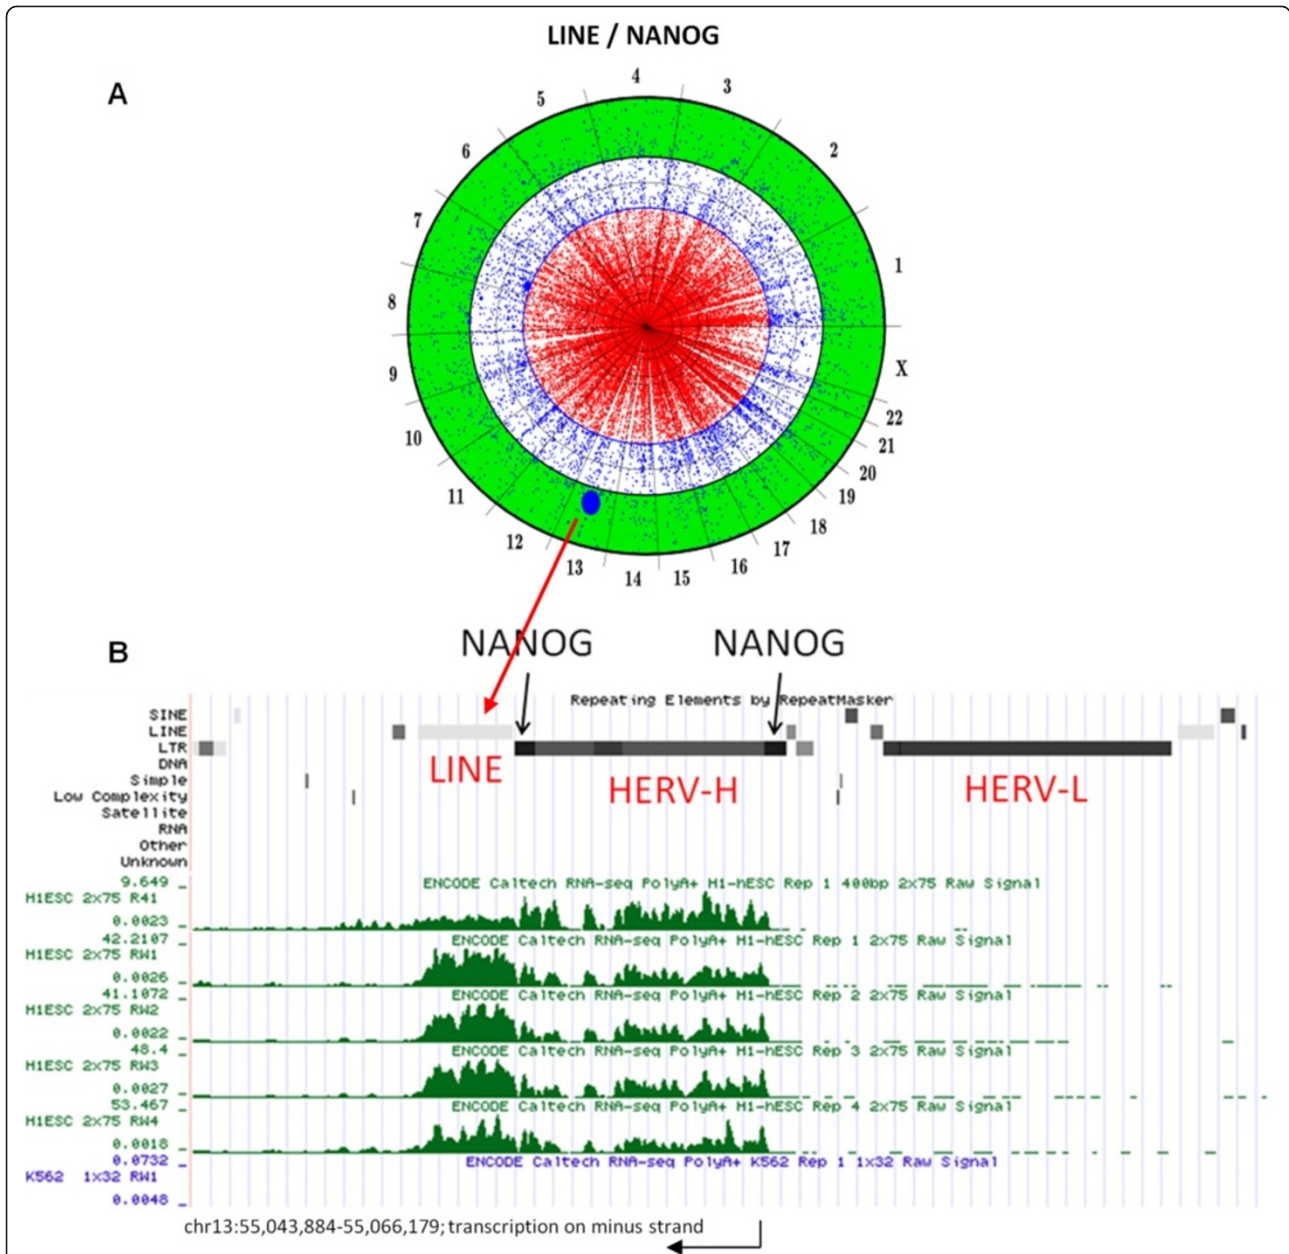 LINE / NANOG
A
4
3
5
2
6
7
1
8
X
9
22
10
21
20
11
19
18
12
17
13
16
14
15
B
NANOG
NANOG
Repeating Elements by RepeatMasker
SINE
LINE
LTR
DNA
Simple
Low Complexity
Satellite
RNA
Other
Unknown
LINE
HERV-H
HERV-L
9.649 _
ENCODE Caltech RNA-seq PolyA+ H1-hESC Rep 1 400bp 2x75 Raw Signal
H1ESC 2x75 R41
0.0023 _
42.2107 _
ENCODE Caltech RNA-seq PolyA+ H1-hESC Rep 1 2x75 Raw Signal
H1ESC 2x75 RW1
0.0026 _
41.1072 _
ENCODE Caltech RNA-seq PolyA+ H1-hESC Rep 2 2x75 Raw Signal
H1ESC 2x75 RW2
0.0022 _
48.4 _
ENCODE Caltech RNA-seq PolyA+ H1-hESC Rep 3 2x75 Raw Signal
H1ESC 2x75 RW3
0.0027 _
53.467 _
ENCODE Caltech RNA-seq PolyA+ H1-hESC Rep 4 2x75 Raw Signal
H1ESC 2x75 RW4
0.0018 _
0.0732 _
ENCODE Caltech RNA-seq PolyA+ K562 Rep 1 1x32 Raw Signal
K562 1x32 RW1
0.0048 _
chr13:55,043,884-55,066,179; transcription on minus strand